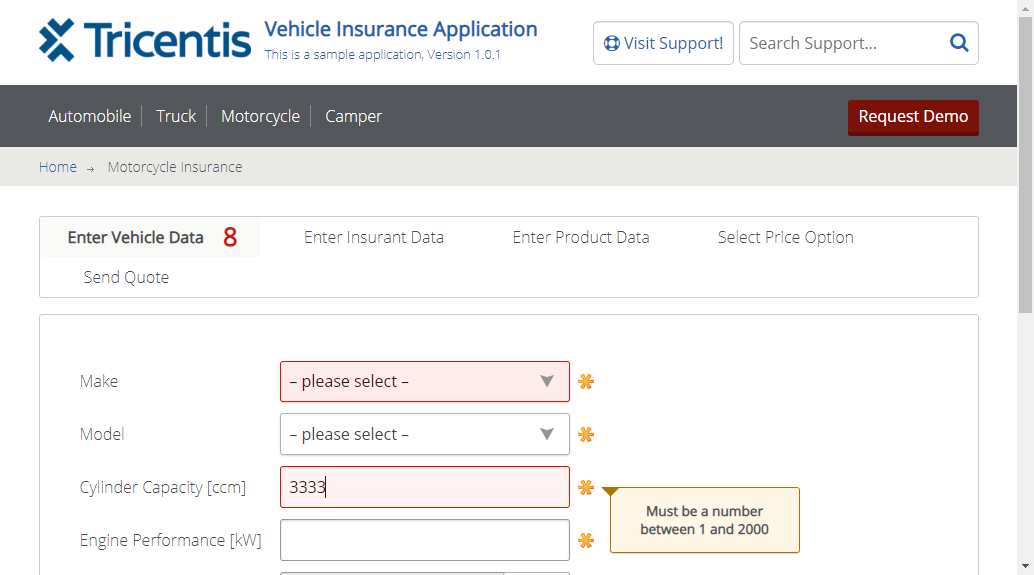 Tricentis
Vehicle Insurance Application
This is a sample application, Version 1.0.1
Visit Support!
Search Support...
Automobile
Truck
Motorcycle
Camper
Request Demo
Home → Motorcycle Insurance
Enter Vehicle Data 8
Enter Insurant Data
Enter Product Data
Select Price Option
Send Quote
Make
– please select –
Model
– please select –
Cylinder Capacity [ccm]
3333
Must be a number
between 1 and 2000
Engine Performance [kW]